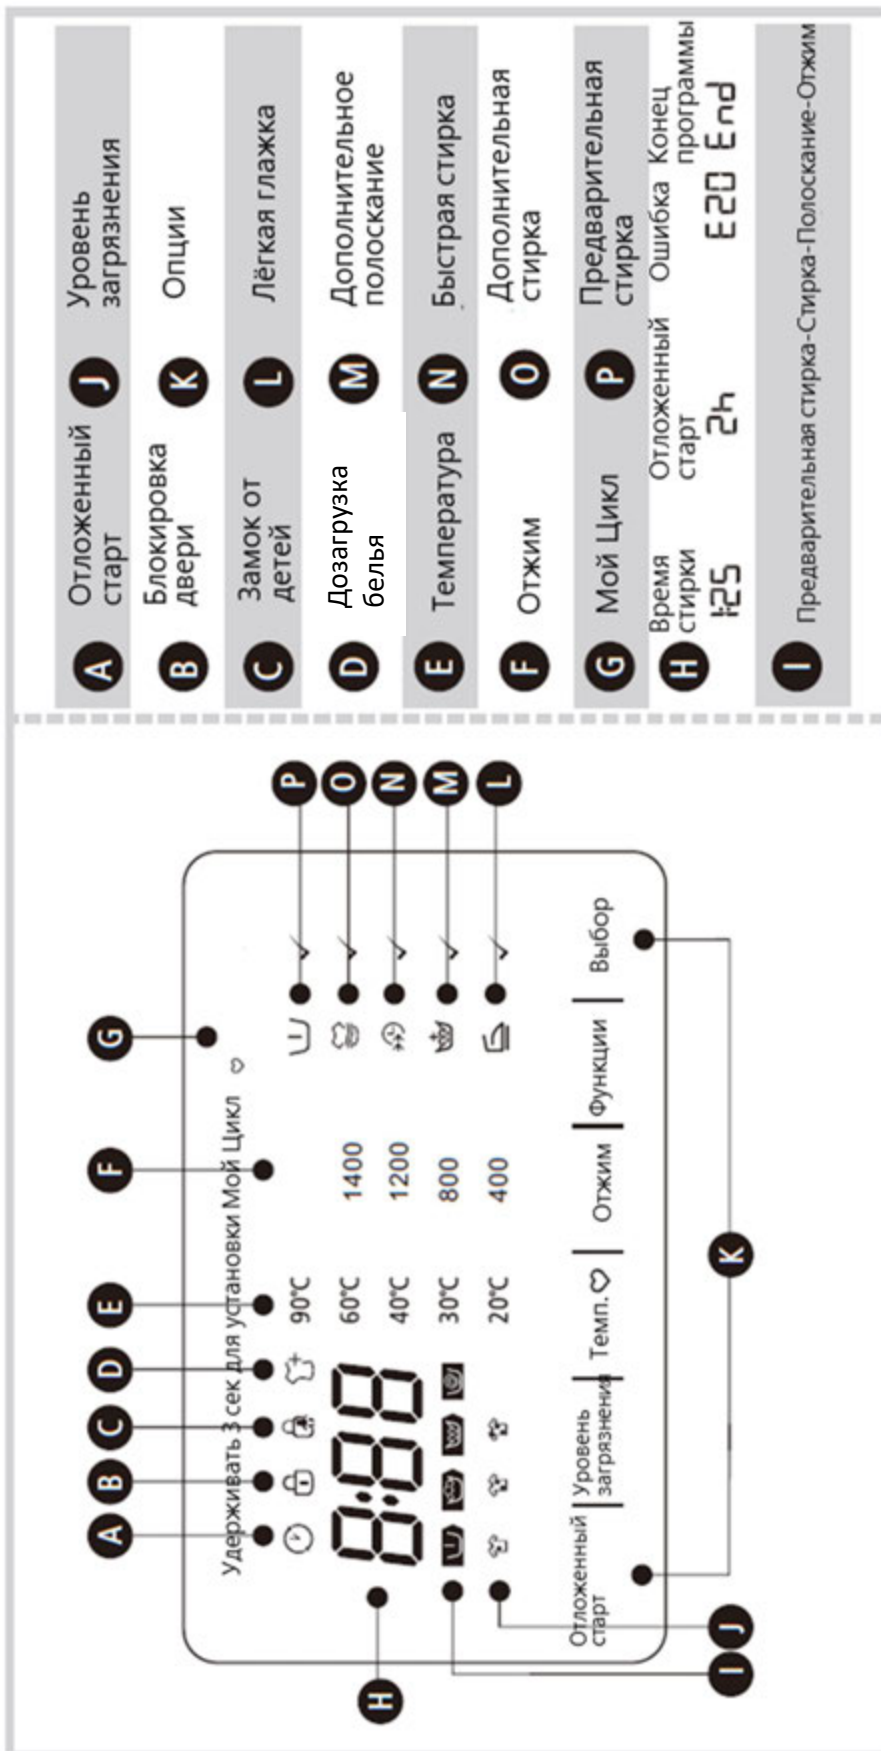 A B C D E F G
Удерживать 3 сек для установки Мой Цикл
90℃
60℃ 1400
40℃ 1200
30℃ 800
20℃ 400
8:88
P
O
N
M
L
H
Отложенный старт
Уровень загрязнения
Темп.
Отжим
Функции
Выбор
I J K
A Отложенный старт
J Уровень загрязнения
B Блокировка двери
K Опции
C Замок от детей
L Лёгкая глажка
D Дозагрузка белья
M Дополнительное полоскание
E Температура
N Быстрая стирка
F Отжим
O Дополнительная стирка
G Мой Цикл
P Предварительная стирка
H Время стирки
1:25
Отложенный старт
2h
Ошибка
E20
Конец программы
End
I Предварительная стирка-Стирка-Полоскание-Отжим